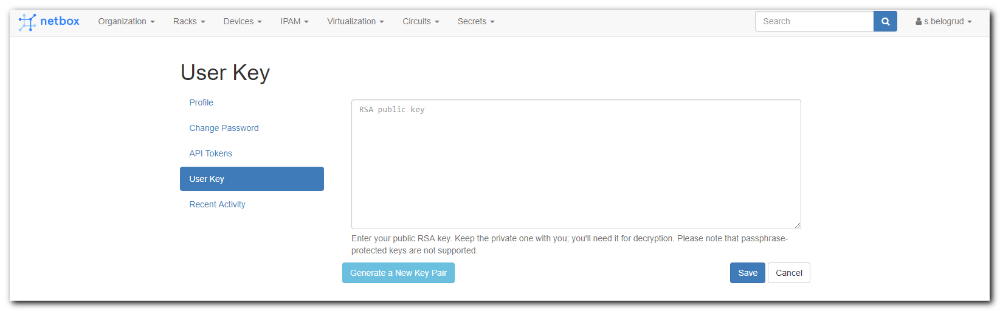 netbox Organization Racks Devices IPAM Virtualization Circuits Secrets Search s.belogrud
User Key
Profile
Change Password
API Tokens
User Key
Recent Activity
RSA public key
Enter your public RSA key. Keep the private one with you; you'll need it for decryption. Please note that passphrase-
protected keys are not supported.
Generate a New Key Pair Save Cancel